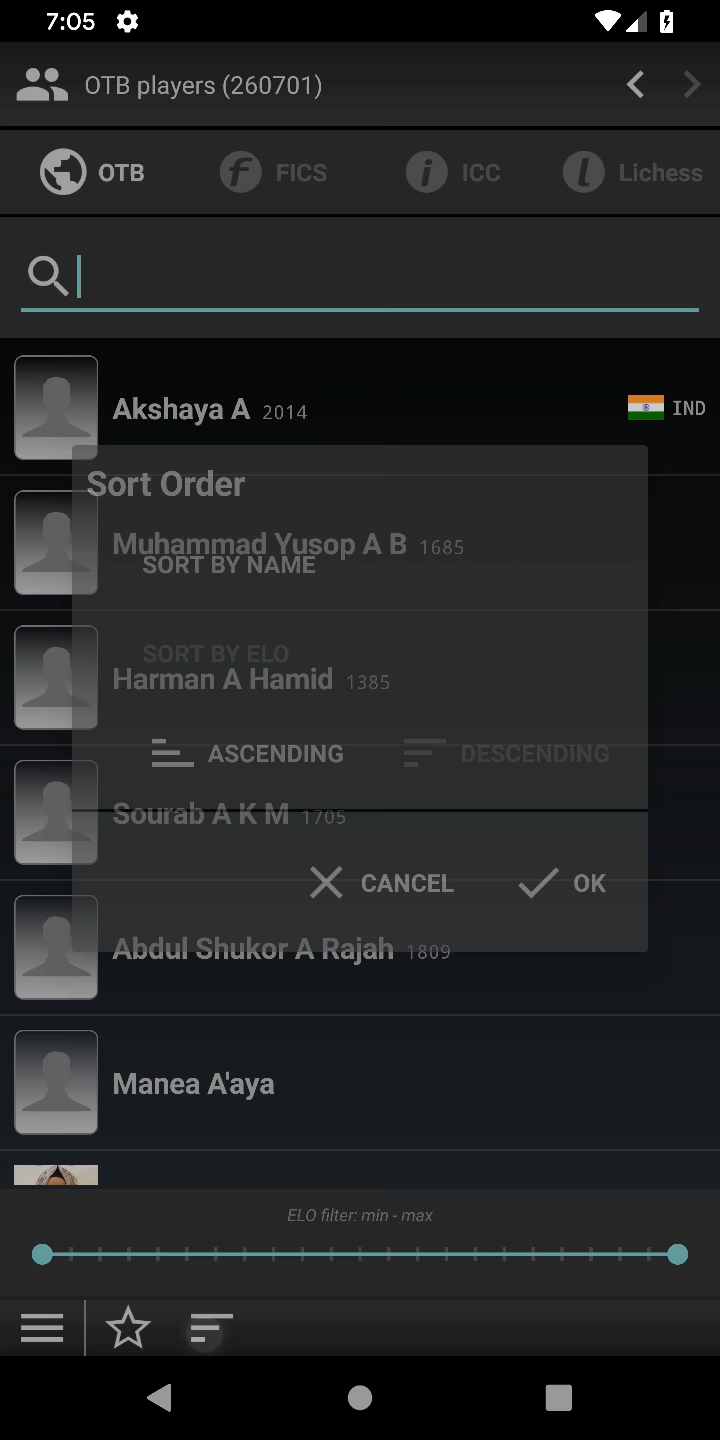 7:05
OTB players (260701)
OTB
f FICS
i ICC
l Lichess
Akshaya A 2014 IND
Sort Order
Muhammad Yusop A B 1685
SORT BY NAME
SORT BY ELO
Harman A Hamid 1385
ASCENDING DESCENDING
Sourab A K M 1705
CANCEL OK
Abdul Shukor A Rajah 1809
Manea A'aya
ELO filter: min - max